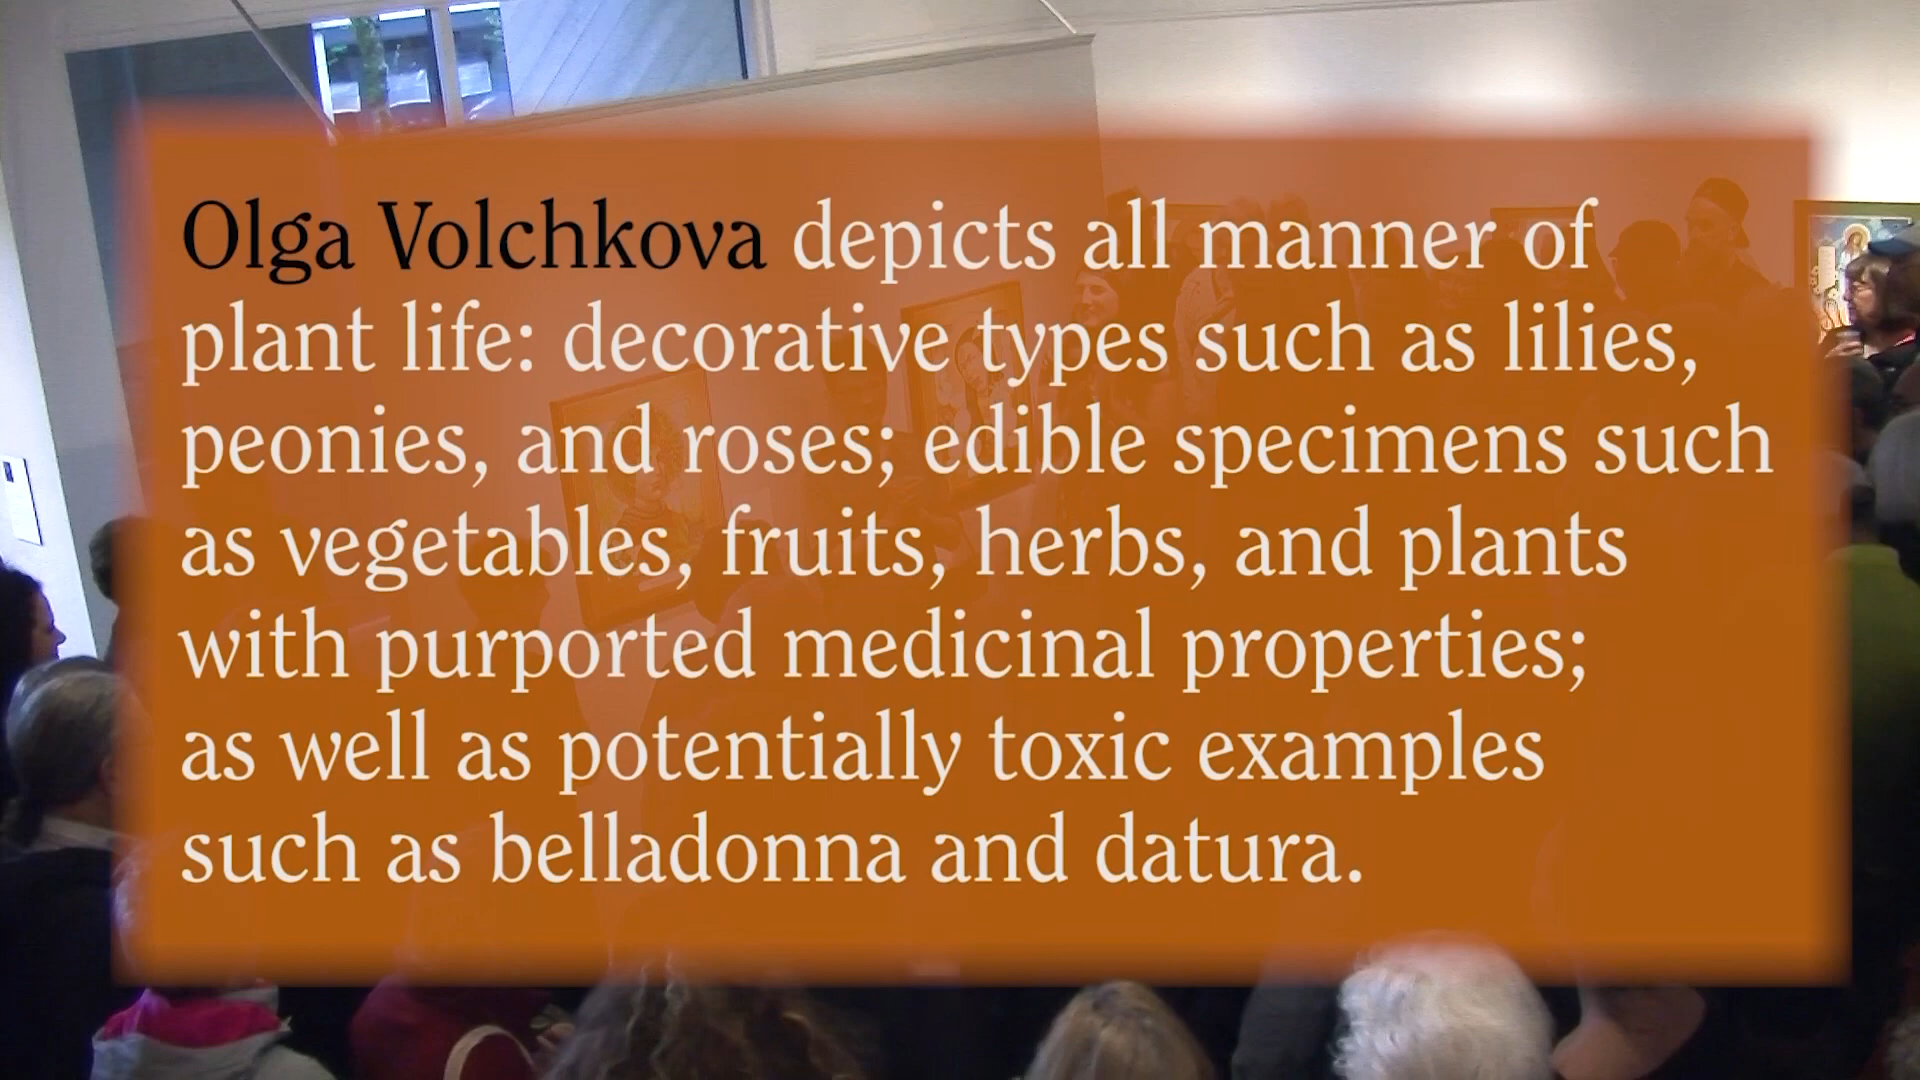 Olga Volchkova depicts all manner of
plant life: decorative types such as lilies,
peonies, and roses; edible specimens such
as vegetables, fruits, herbs, and plants
with purported medicinal properties;
as well as potentially toxic examples
such as belladonna and datura.